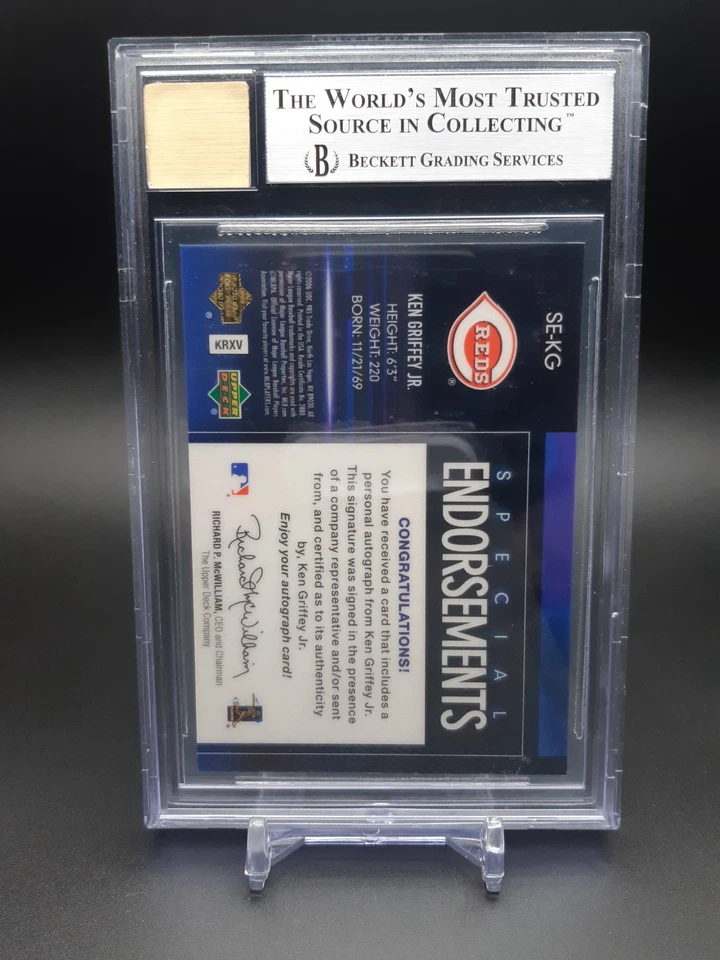 THE WORLD'S MOST TRUSTED
SOURCE IN COLLECTING™
B BECKETT GRADING SERVICES
SE-KG
REDS ®
KEN GRIFFEY JR.
HEIGHT: 6'3"
WEIGHT: 220
BORN: 11/21/69
KRXV
UPPER
DECK ®
SPECIAL
ENDORSEMENTS
CONGRATULATIONS!
You have received a card that includes a
personal autograph from Ken Griffey Jr.
This signature was signed in the presence
of a company representative and/or sent
from, and certified as to its authenticity
by, Ken Griffey Jr.
Enjoy your autograph card!
Richard P. McWilliam
RICHARD P. McWILLIAM, CEO and Chairman
The Upper Deck Company